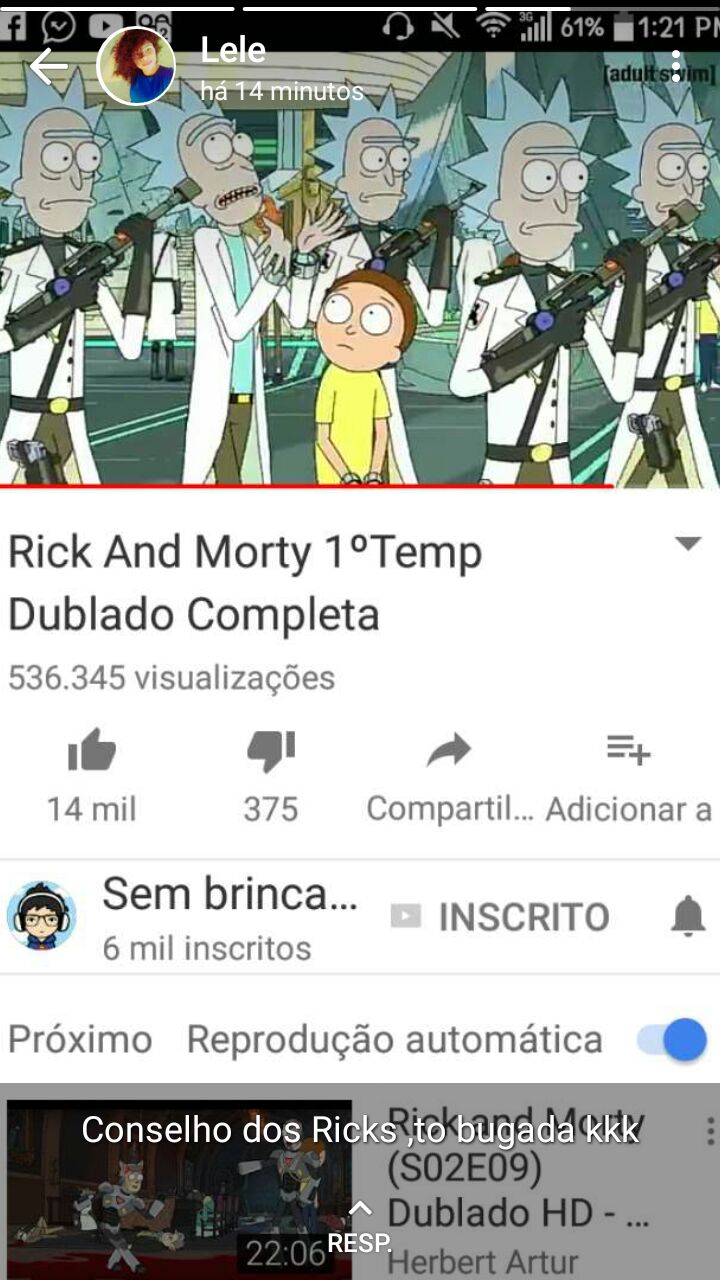 3G 61% 1:21 PM
Lele
há 14 minutos
[adult swim]
Rick And Morty 1ºTemp
Dublado Completa
536.345 visualizações
14 mil 375 Compartil... Adicionar a
Sem brinca... INSCRITO
6 mil inscritos
Próximo Reprodução automática
Conselho dos Ricks ,to bugada kkk
Rick and Morty
(S02E09)
Dublado HD - ...
22:06
RESP.
Herbert Artur